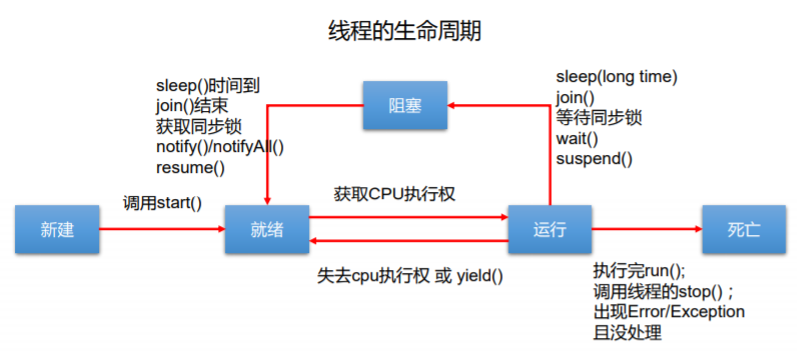 线程的生命周期
sleep()时间到
join()结束
获取同步锁
notify()/notifyAll()
resume()
阻塞
sleep(long time)
join()
等待同步锁
wait()
suspend()
新建
调用start()
就绪
获取CPU执行权
失去cpu执行权 或 yield()
运行
死亡
执行完run();
调用线程的stop() ;
出现Error/Exception
且没处理